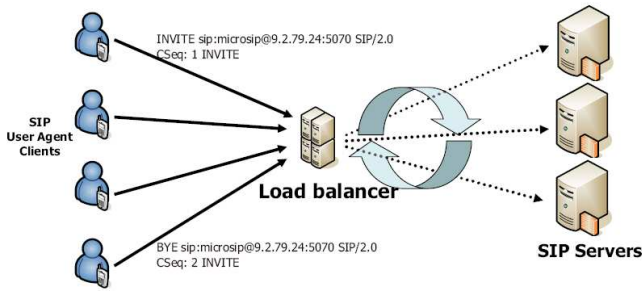 INVITE sip:microsip@9.2.79.24:5070 SIP/2.0
CSeq: 1 INVITE
SIP
User Agent
Clients
Load balancer
BYE sip:microsip@9.2.79.24:5070 SIP/2.0
CSeq: 2 INVITE
SIP Servers